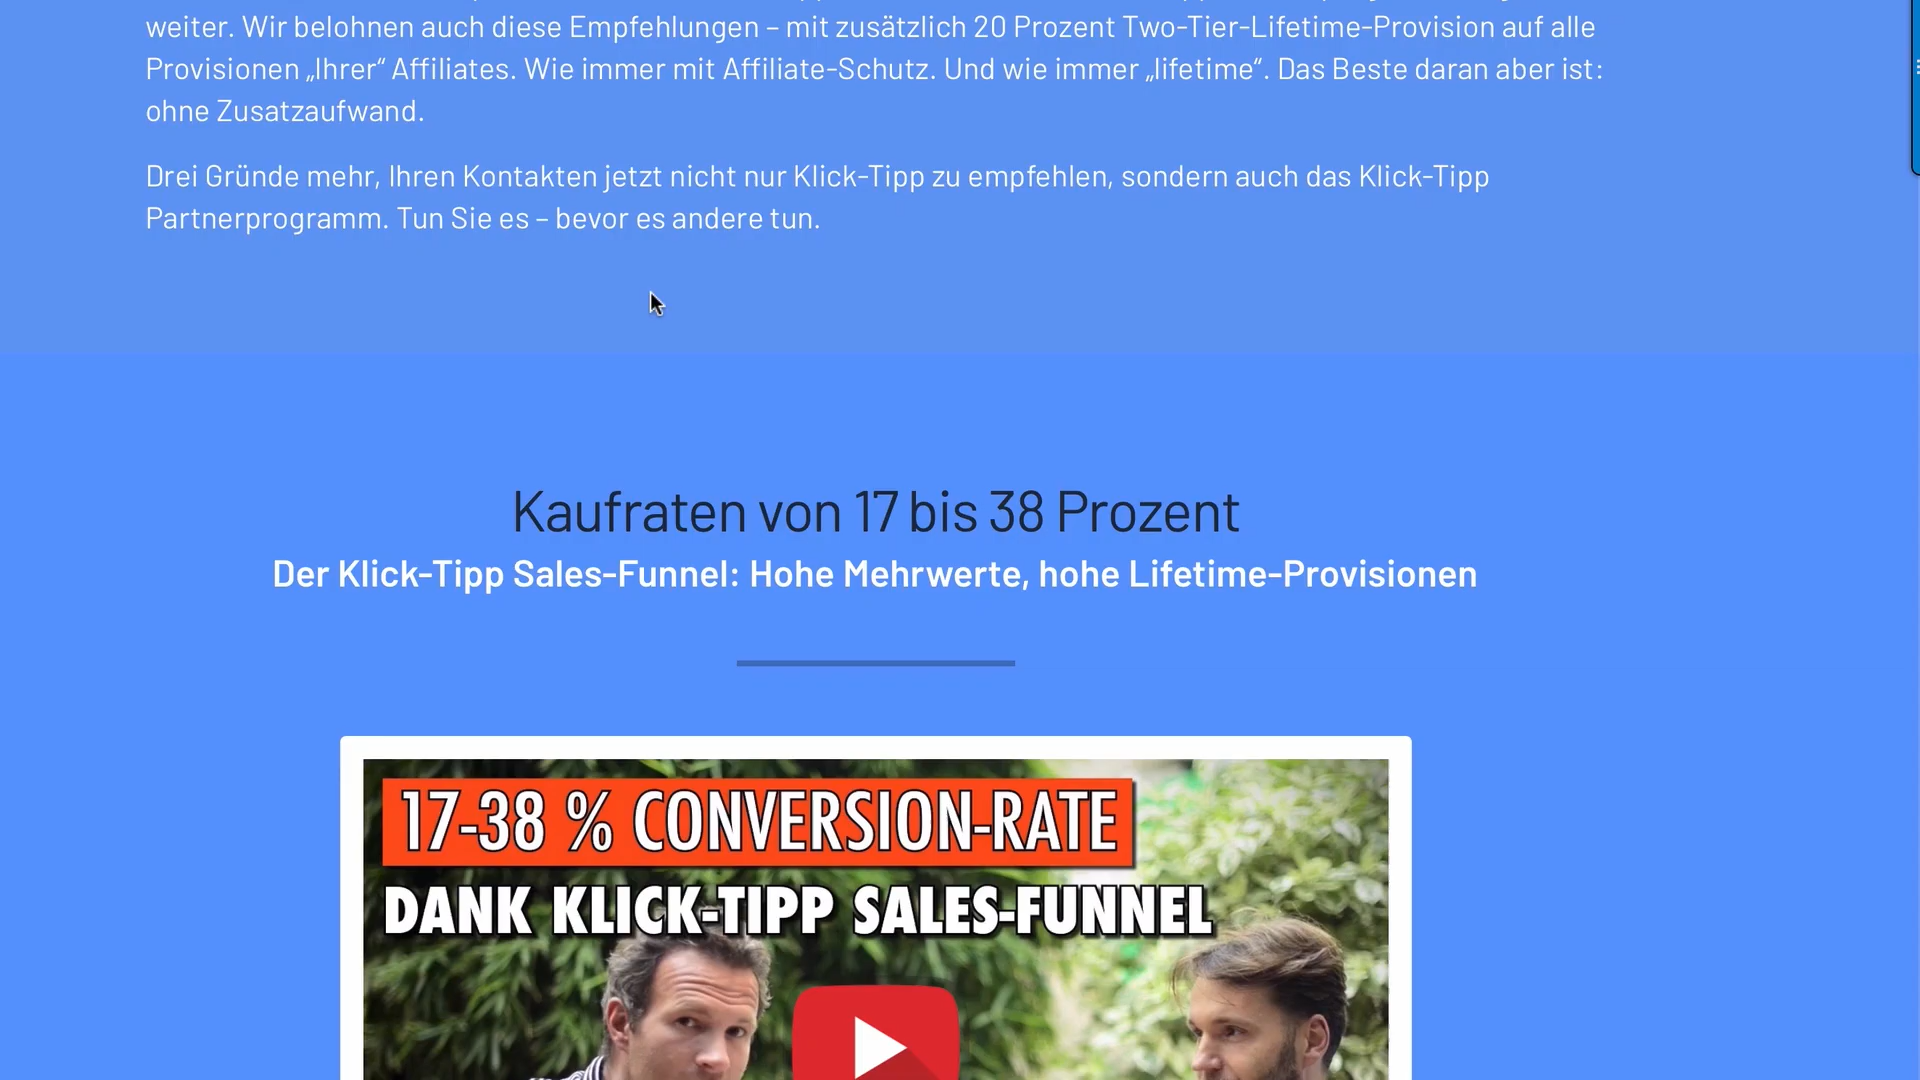 weiter. Wir belohnen auch diese Empfehlungen – mit zusätzlich 20 Prozent Two-Tier-Lifetime-Provision auf alle
Provisionen „Ihrer“ Affiliates. Wie immer mit Affiliate-Schutz. Und wie immer „lifetime“. Das Beste daran aber ist:
ohne Zusatzaufwand.
Drei Gründe mehr, Ihren Kontakten jetzt nicht nur Klick-Tipp zu empfehlen, sondern auch das Klick-Tipp
Partnerprogramm. Tun Sie es – bevor es andere tun.
Kaufraten von 17 bis 38 Prozent
Der Klick-Tipp Sales-Funnel: Hohe Mehrwerte, hohe Lifetime-Provisionen
17-38 % CONVERSION-RATE
DANK KLICK-TIPP SALES-FUNNEL